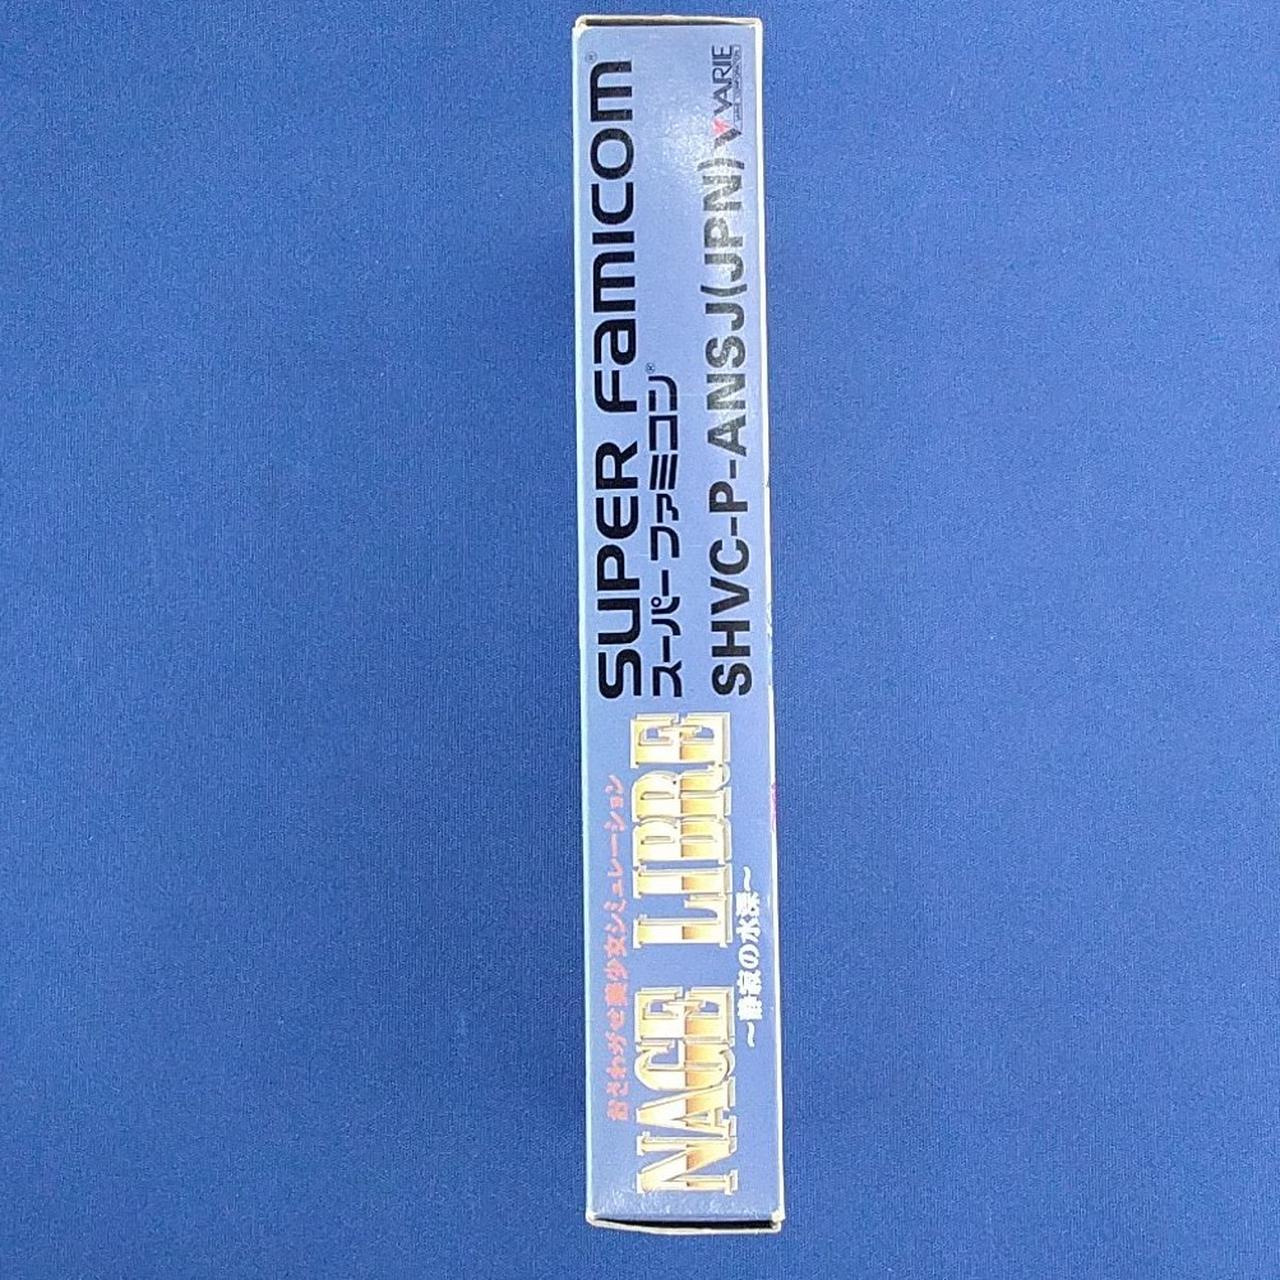 おさわがせ美少女シミュレーション
NAGE LIBRE
～静寂の水深～
SUPER Famicom®
スーパーファミコン®
SHVC-P-ANSJ(JPN)
VARIE